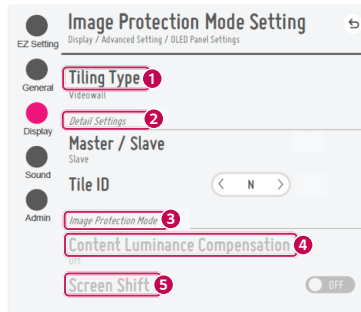 Image Protection Mode Setting
Display / Advanced Setting / OLED Panel Settings
EZ Setting
General
Display
Sound
Admin
Tiling Type 1
Videowall
Detail Settings 2
Master / Slave
Slave
Tile ID
< N >
Image Protection Mode 3
Content Luminance Compensation 4
Off
Screen Shift 5
OFF